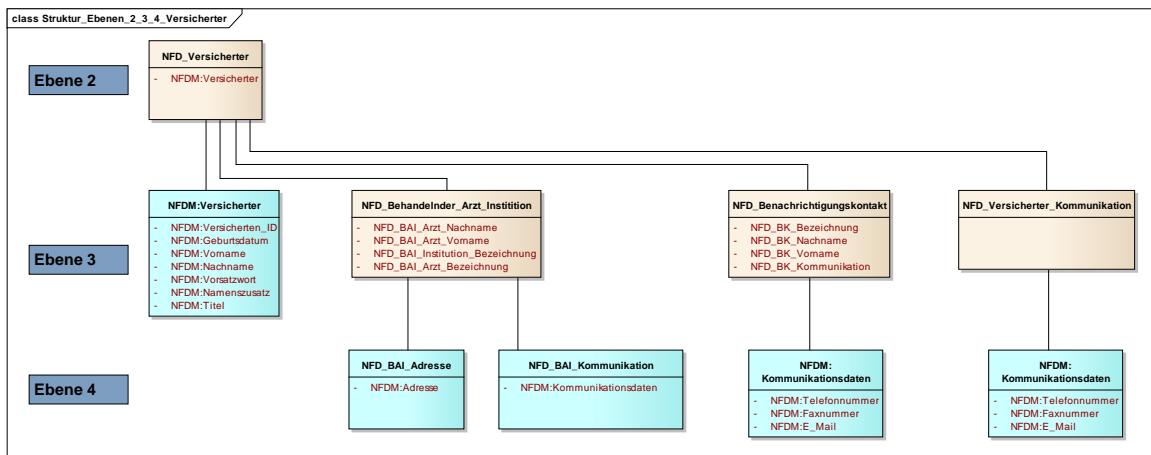 class Struktur_Ebenen_2_3_4_Versicherter
Ebene 2
NFD_Versicherter
- NFDM:Versicherter
Ebene 3
NFDM:Versicherter
- NFDM:Versicherten_ID
- NFDM:Geburtsdatum
- NFDM:Vorname
- NFDM:Nachname
- NFDM:Vorsatzwort
- NFDM:Namenszusatz
- NFDM:Titel
NFD_Behandelnder_Arzt_Institition
- NFD_BAI_Arzt_Nachname
- NFD_BAI_Arzt_Vorname
- NFD_BAI_Institution_Bezeichnung
- NFD_BAI_Arzt_Bezeichnung
NFD_Benachrichtigungskontakt
- NFD_BK_Bezeichnung
- NFD_BK_Nachname
- NFD_BK_Vorname
- NFD_BK_Kommunikation
NFD_Versicherter_Kommunikation
Ebene 4
NFD_BAI_Adresse
- NFDM:Adresse
NFD_BAI_Kommunikation
- NFDM:Kommunikationsdaten
NFDM:
Kommunikationsdaten
- NFDM:Telefonnummer
- NFDM:Faxnummer
- NFDM:E_Mail
NFDM:
Kommunikationsdaten
- NFDM:Telefonnummer
- NFDM:Faxnummer
- NFDM:E_Mail